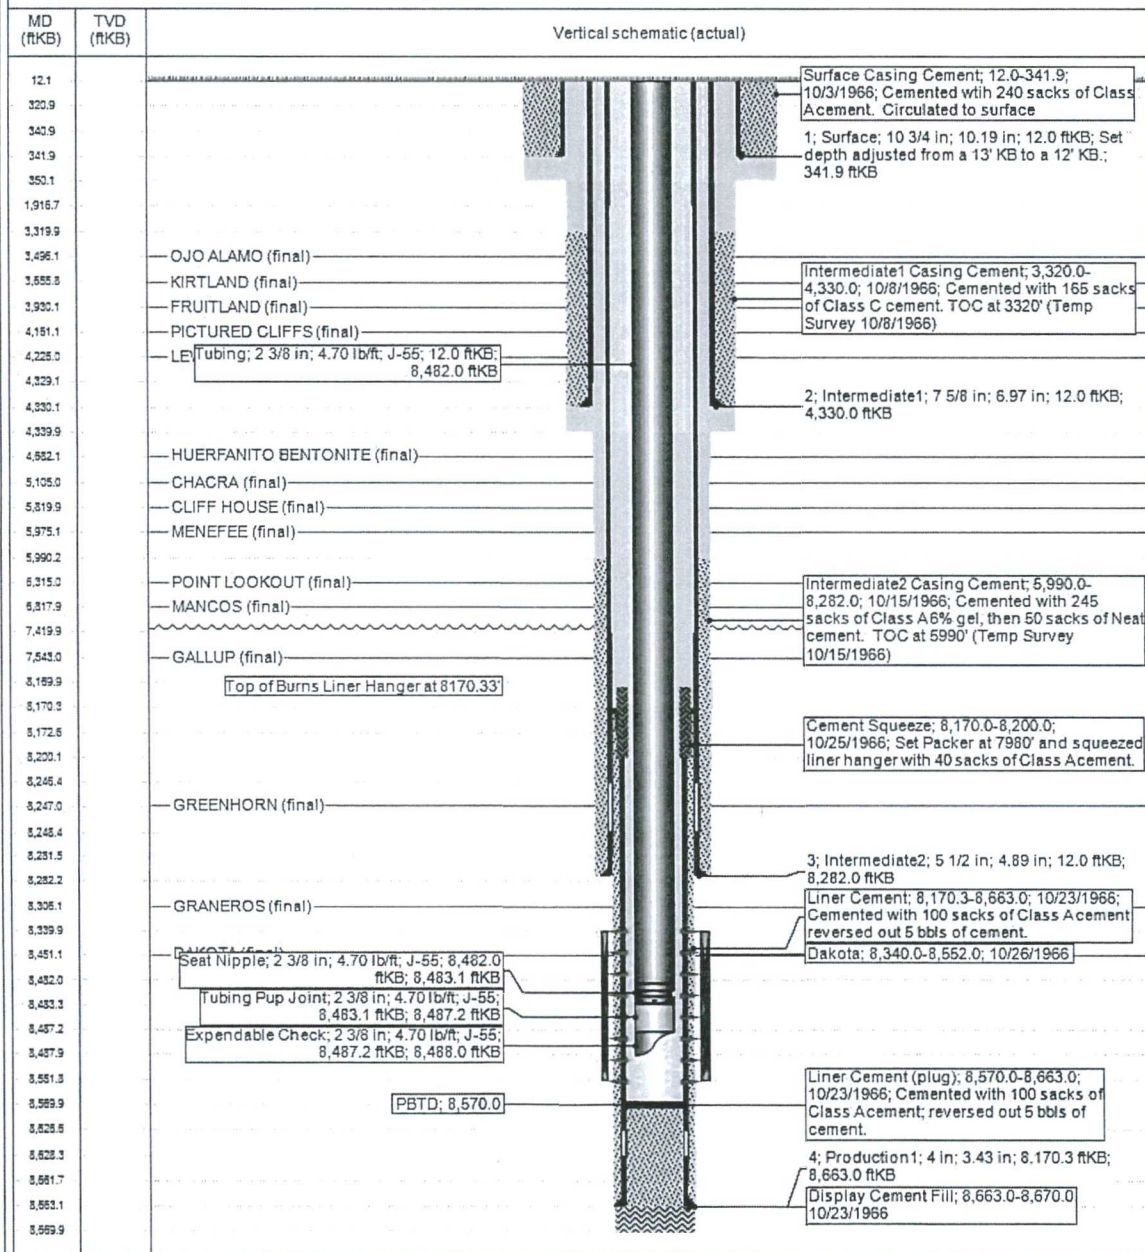 MD (ftKB)
TVD (ftKB)
Vertical schematic (actual)
12.1
320.9
340.9
341.9
350.1
1,916.7
3,319.9
3,496.1
3,655.8
3,930.1
4,151.1
4,225.0
4,329.1
4,330.1
4,339.9
4,582.1
5,105.0
5,819.9
5,975.1
5,990.2
6,315.0
6,817.9
7,419.9
7,543.0
8,169.9
8,170.3
8,172.6
8,200.1
8,246.4
8,247.0
8,248.4
8,281.5
8,282.2
8,305.1
8,339.9
8,451.1
8,482.0
8,483.3
8,487.2
8,487.9
8,551.8
8,569.9
8,626.6
8,628.3
8,661.7
8,663.1
8,669.9
OJO ALAMO (final)
KIRTLAND (final)
FRUITLAND (final)
PICTURED CLIFFS (final)
Tubing; 2 3/8 in; 4.70 lb/ft; J-55; 12.0 ftKB;
8,482.0 ftKB
HUERFANITO BENTONITE (final)
CHACRA (final)
CLIFF HOUSE (final)
MENEFEE (final)
POINT LOOKOUT (final)
MANCOS (final)
GALLUP (final)
Top of Burns Liner Hanger at 8170.33'
GREENHORN (final)
GRANEROS (final)
DAKOTA (final)
Seat Nipple; 2 3/8 in; 4.70 lb/ft; J-55; 8,482.0
ftKB; 8,483.1 ftKB
Tubing Pup Joint; 2 3/8 in; 4.70 lb/ft; J-55;
8,483.1 ftKB; 8,487.2 ftKB
Expendable Check; 2 3/8 in; 4.70 lb/ft; J-55;
8,487.2 ftKB; 8,488.0 ftKB
PBTD; 8,570.0
Surface Casing Cement; 12.0-341.9;
10/3/1966; Cemented wtih 240 sacks of Class
A cement. Circulated to surface
1; Surface; 10 3/4 in; 10.19 in; 12.0 ftKB; Set
depth adjusted from a 13' KB to a 12' KB.;
341.9 ftKB
Intermediate1 Casing Cement; 3,320.0-
4,330.0; 10/8/1966; Cemented with 165 sacks
of Class C cement. TOC at 3320' (Temp
Survey 10/8/1966)
2; Intermediate1; 7 5/8 in; 6.97 in; 12.0 ftKB;
4,330.0 ftKB
Intermediate2 Casing Cement; 5,990.0-
8,282.0; 10/15/1966; Cemented with 245
sacks of Class A 6% gel, then 50 sacks of Neat
cement. TOC at 5990' (Temp Survey
10/15/1966)
Cement Squeeze; 8,170.0-8,200.0;
10/25/1966; Set Packer at 7980' and squeezed
liner hanger with 40 sacks of Class A cement.
3; Intermediate2; 5 1/2 in; 4.89 in; 12.0 ftKB;
8,282.0 ftKB
Liner Cement; 8,170.3-8,663.0; 10/23/1966;
Cemented with 100 sacks of Class A cement
reversed out 5 bbls of cement.
Dakota; 8,340.0-8,552.0; 10/26/1966
Liner Cement (plug); 8,570.0-8,663.0;
10/23/1966; Cemented with 100 sacks of
Class A cement; reversed out 5 bbls of
cement.
4; Production1; 4 in; 3.43 in; 8,170.3 ftKB;
8,663.0 ftKB
Display Cement Fill; 8,663.0-8,670.0
10/23/1966